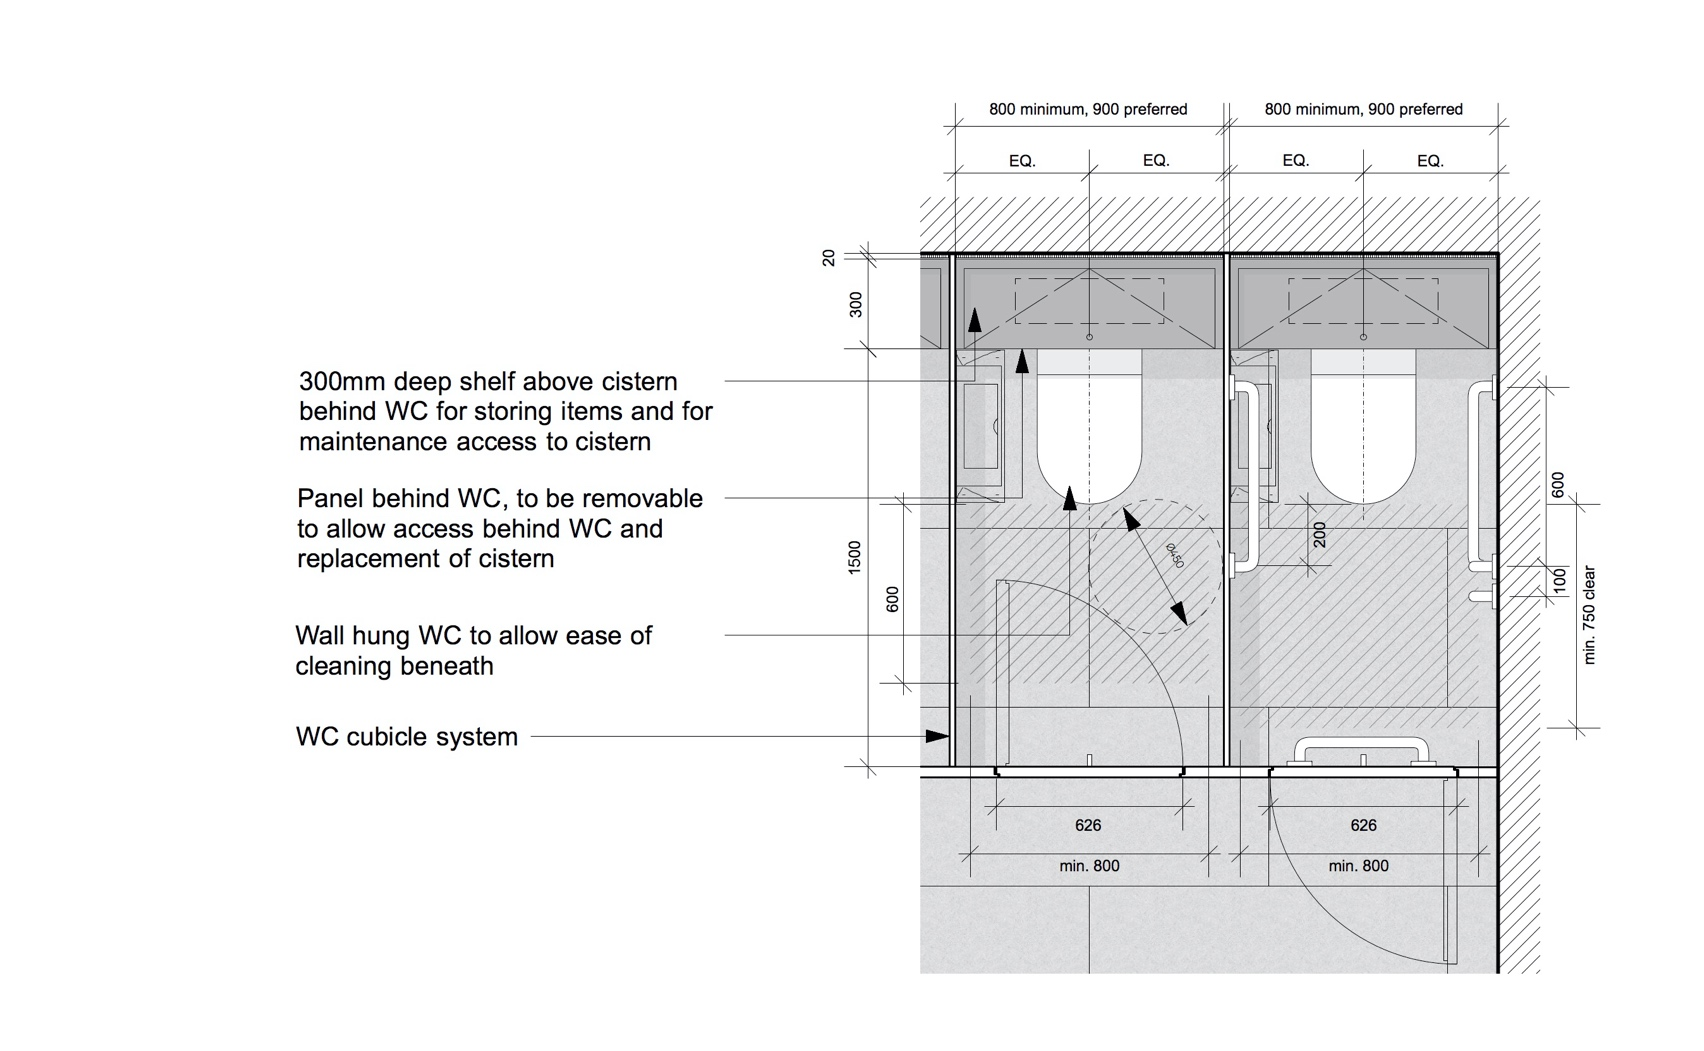 800 minimum, 900 preferred
800 minimum, 900 preferred
EQ.
EQ.
EQ.
EQ.
20
300
300mm deep shelf above cistern
behind WC for storing items and for
maintenance access to cistern
Panel behind WC, to be removable
to allow access behind WC and
replacement of cistern
Wall hung WC to allow ease of
cleaning beneath
WC cubicle system
1500
600
Ø450
200
600
100
min. 750 clear
626
626
min. 800
min. 800